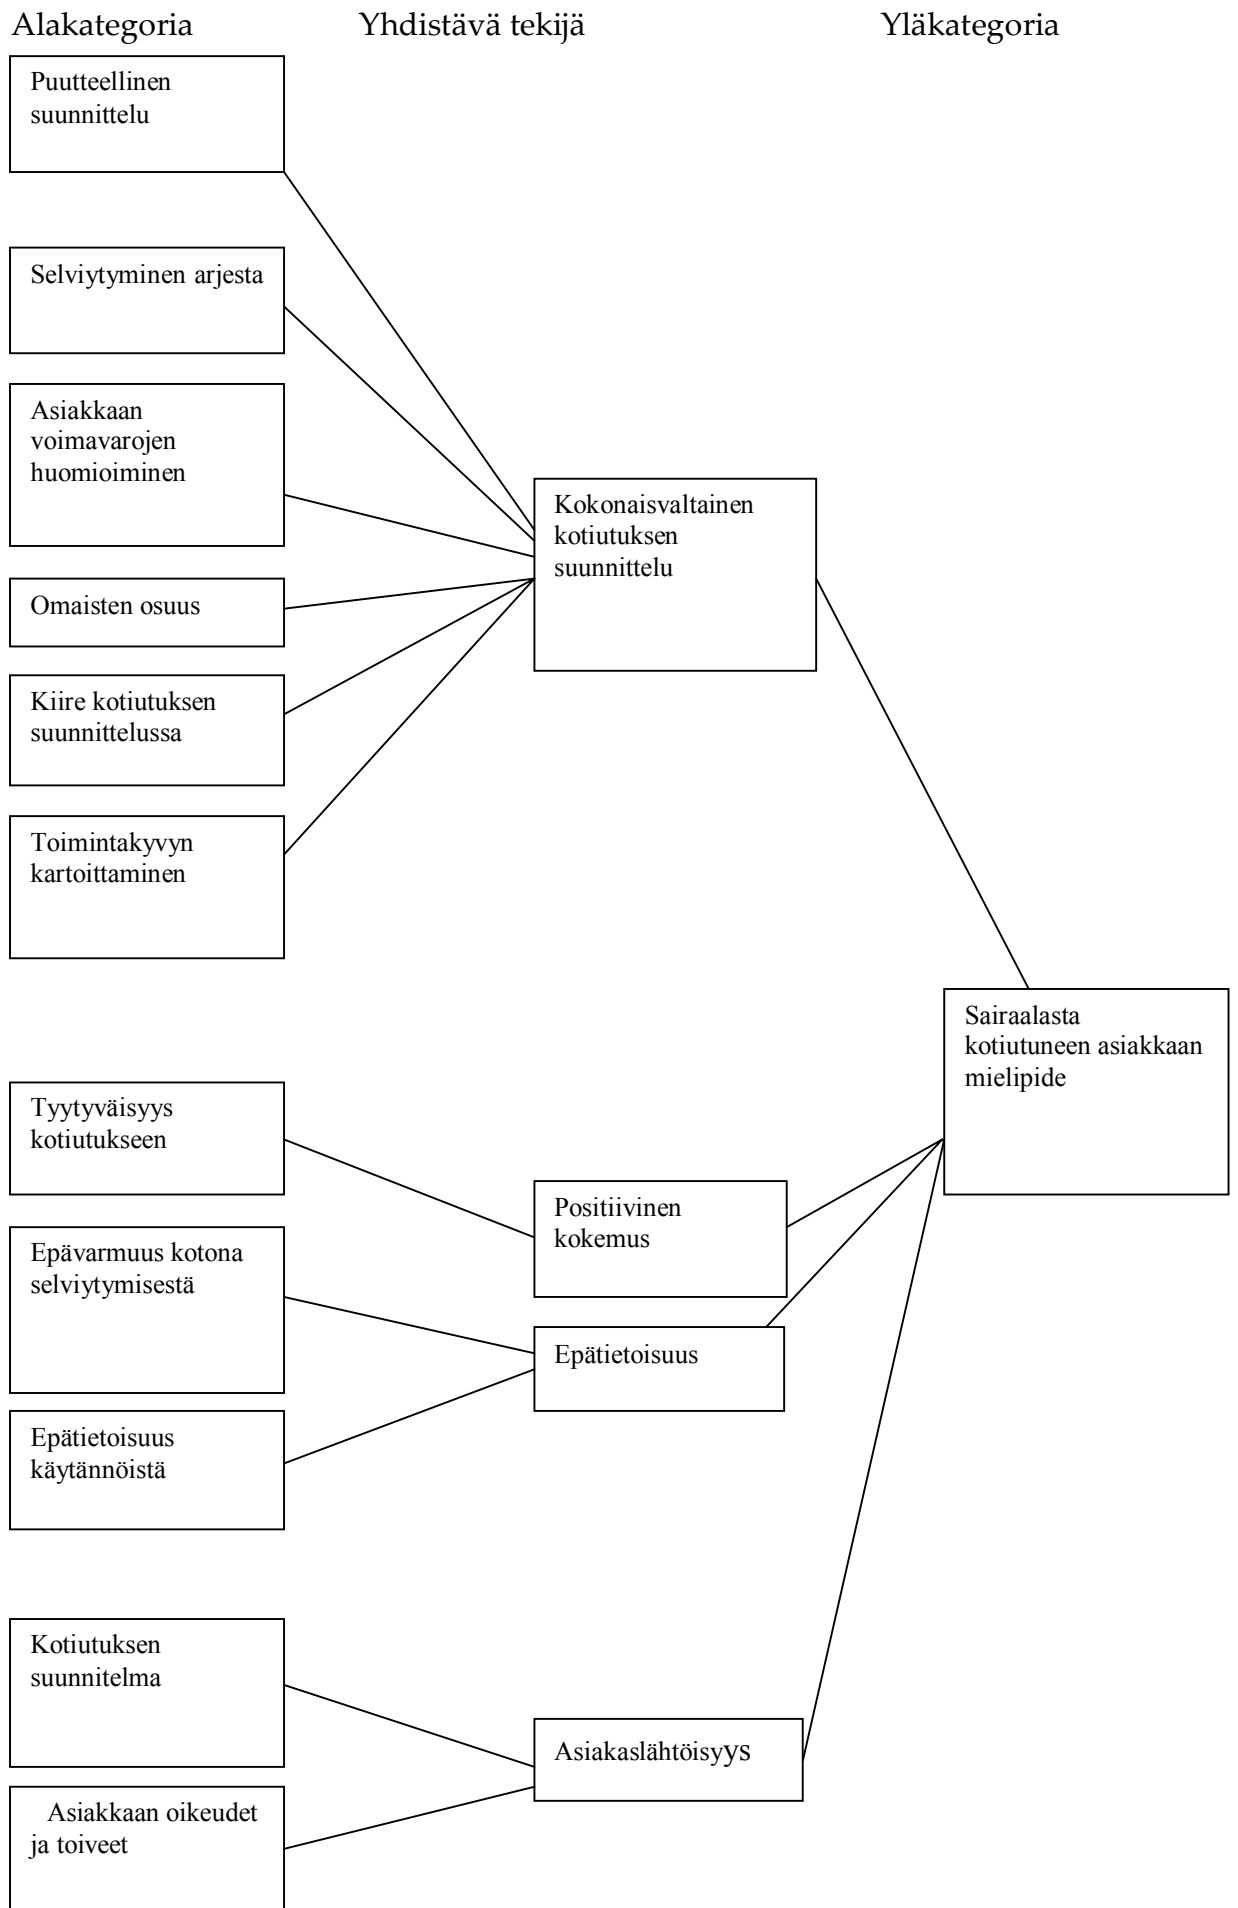 Alakategoria Yhdistävä tekijä Yläkategoria
Puutteellinen
suunnittelu
Selviytyminen arjesta
Asiakkaan
voimavarojen
huomioiminen
Omaisten osuus
Kiire kotiutuksen
suunnittelussa
Toimintakyvyn
kartoittaminen
Tyytyväisyys
kotiutukseen
Epävarmuus kotona
selviytymisestä
Epätietoisuus
käytännöistä
Kotiutuksen
suunnitelma
Asiakkaan oikeudet
ja toiveet
Kokonaisvaltainen
kotiutuksen
suunnittelu
Positiivinen
kokemus
Epätietoisuus
Asiakaslähtöisyys
Sairaalasta
kotiutuneen asiakkaan
mielipide